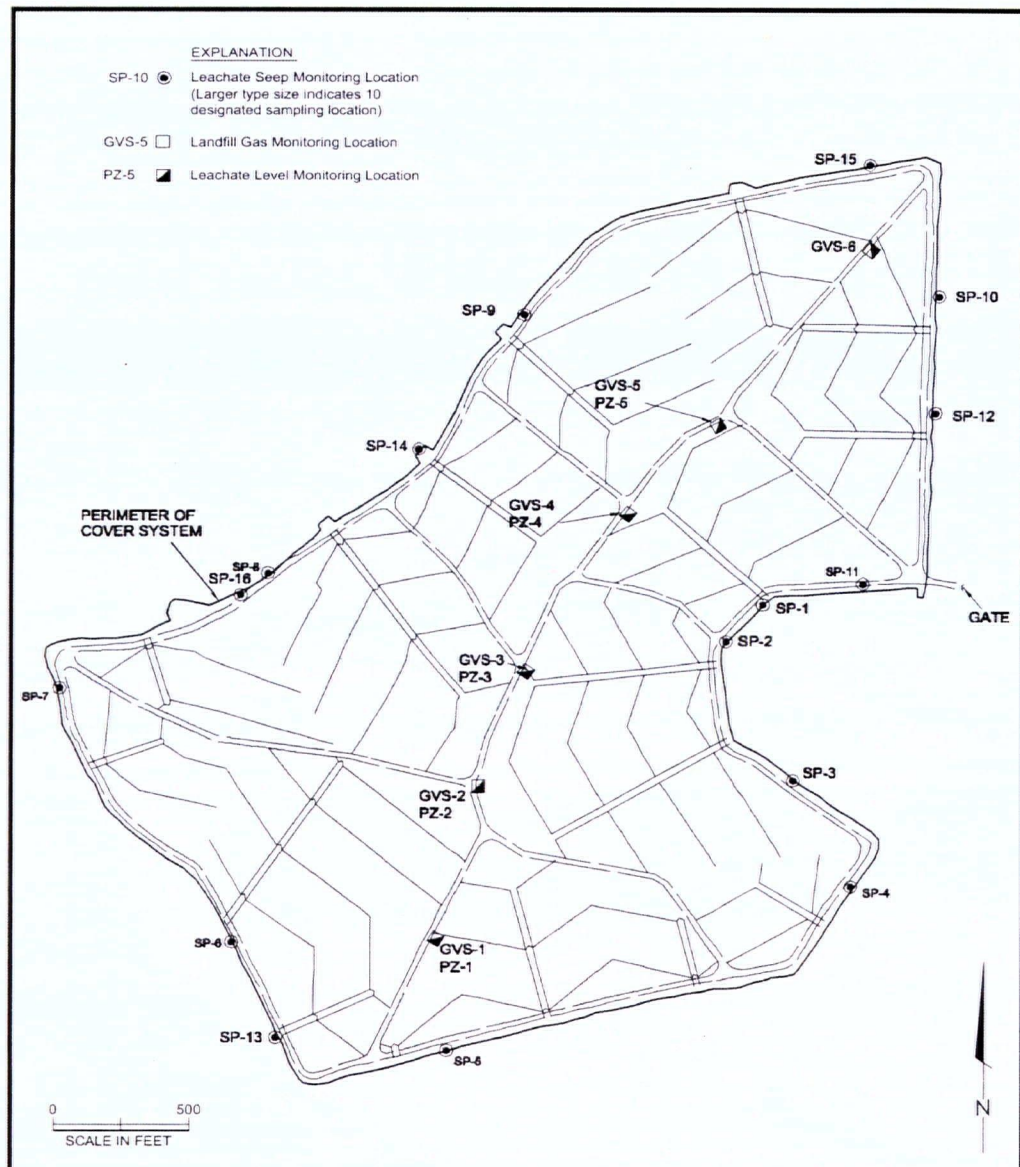 EXPLANATION
SP-10 Leachate Seep Monitoring Location
(Larger type size indicates 10
designated sampling location)
GVS-5 Landfill Gas Monitoring Location
PZ-5 Leachate Level Monitoring Location
SP-15
GVS-6
SP-10
SP-9
GVS-5
PZ-5
SP-12
SP-14
GVS-4
PZ-4
PERIMETER OF
COVER SYSTEM
SP-8
SP-16
SP-11
SP-1
GATE
SP-2
GVS-3
PZ-3
SP-7
SP-3
GVS-2
PZ-2
SP-4
SP-6
GVS-1
PZ-1
SP-13
SP-5
0 500
SCALE IN FEET
N